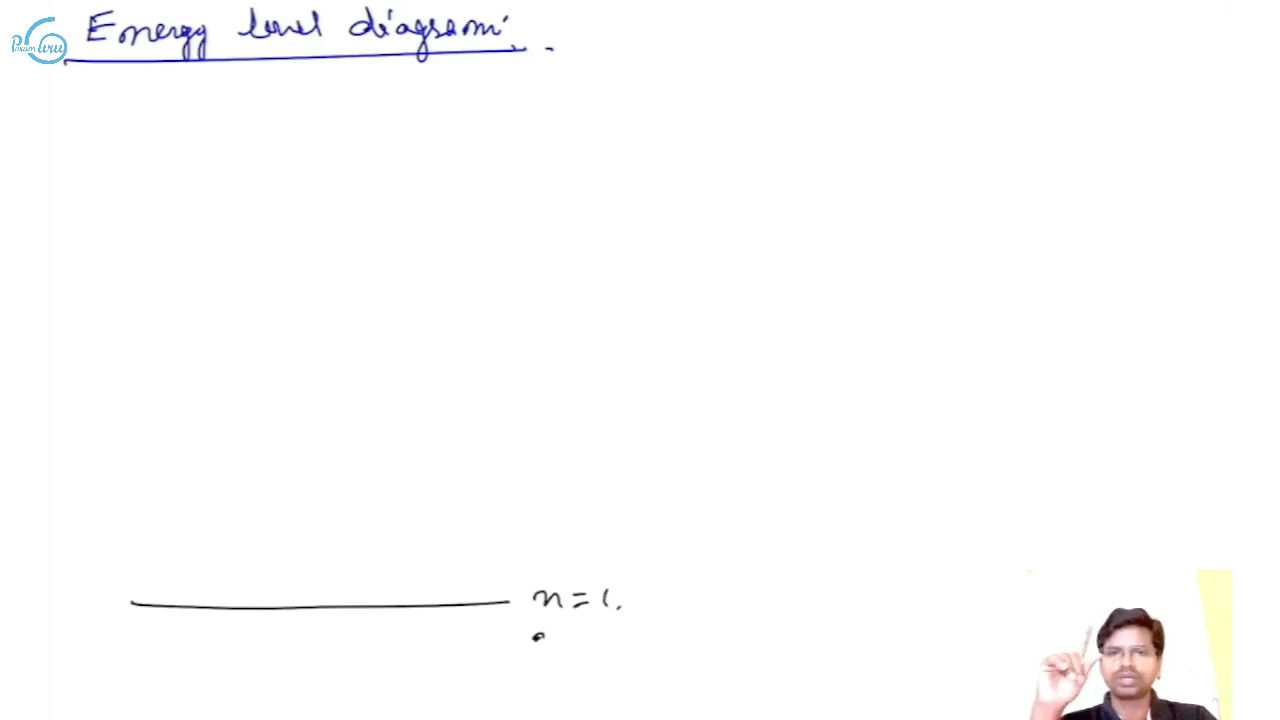 Energy level diagram:
n = 1.